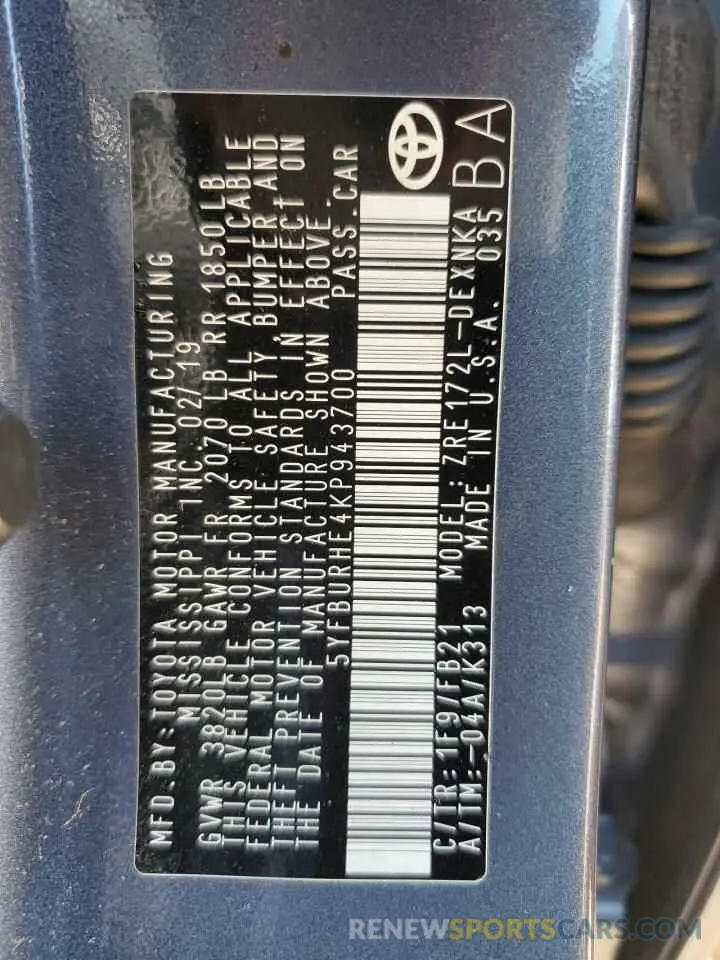 MFD.BY:TOYOTA MOTOR MANUFACTURING
MISSISSIPPI INC. 02/19
GVWR 3820LB GAWR FR 2070LB RR 1850LB
THIS VEHICLE CONFORMS TO ALL APPLICABLE
FEDERAL MOTOR VEHICLE SAFETY, BUMPER, AND
THEFT PREVENTION STANDARDS IN EFFECT ON
THE DATE OF MANUFACTURE SHOWN ABOVE.
5YFBURHE4KP943700 PASS.CAR
C/TR:1F9/FB21 MODEL:ZRE172L-DEXNKA
A/TM:-04A/K313 MADE IN U.S.A. 035
BA
RENEWSPORTSCARS.COM